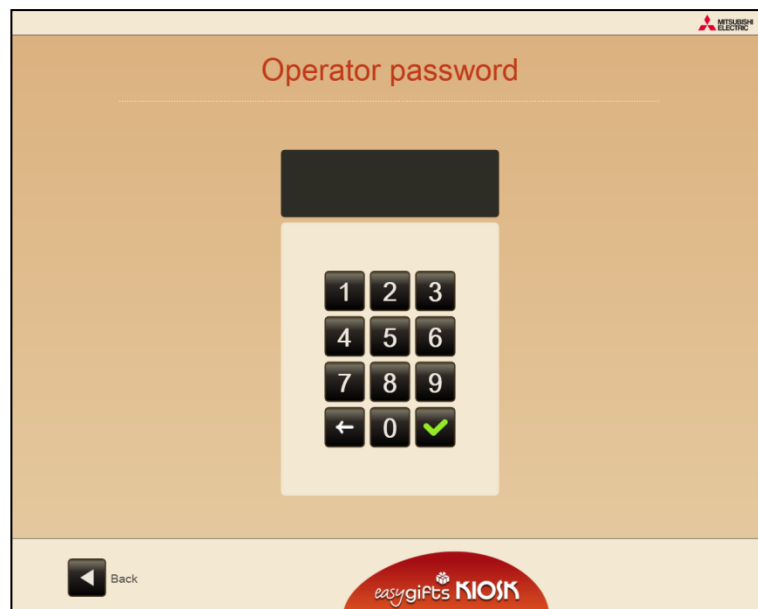 MITSUBISHI
ELECTRIC
Operator password
1 2 3
4 5 6
7 8 9
0
Back
easygifts KIOSK